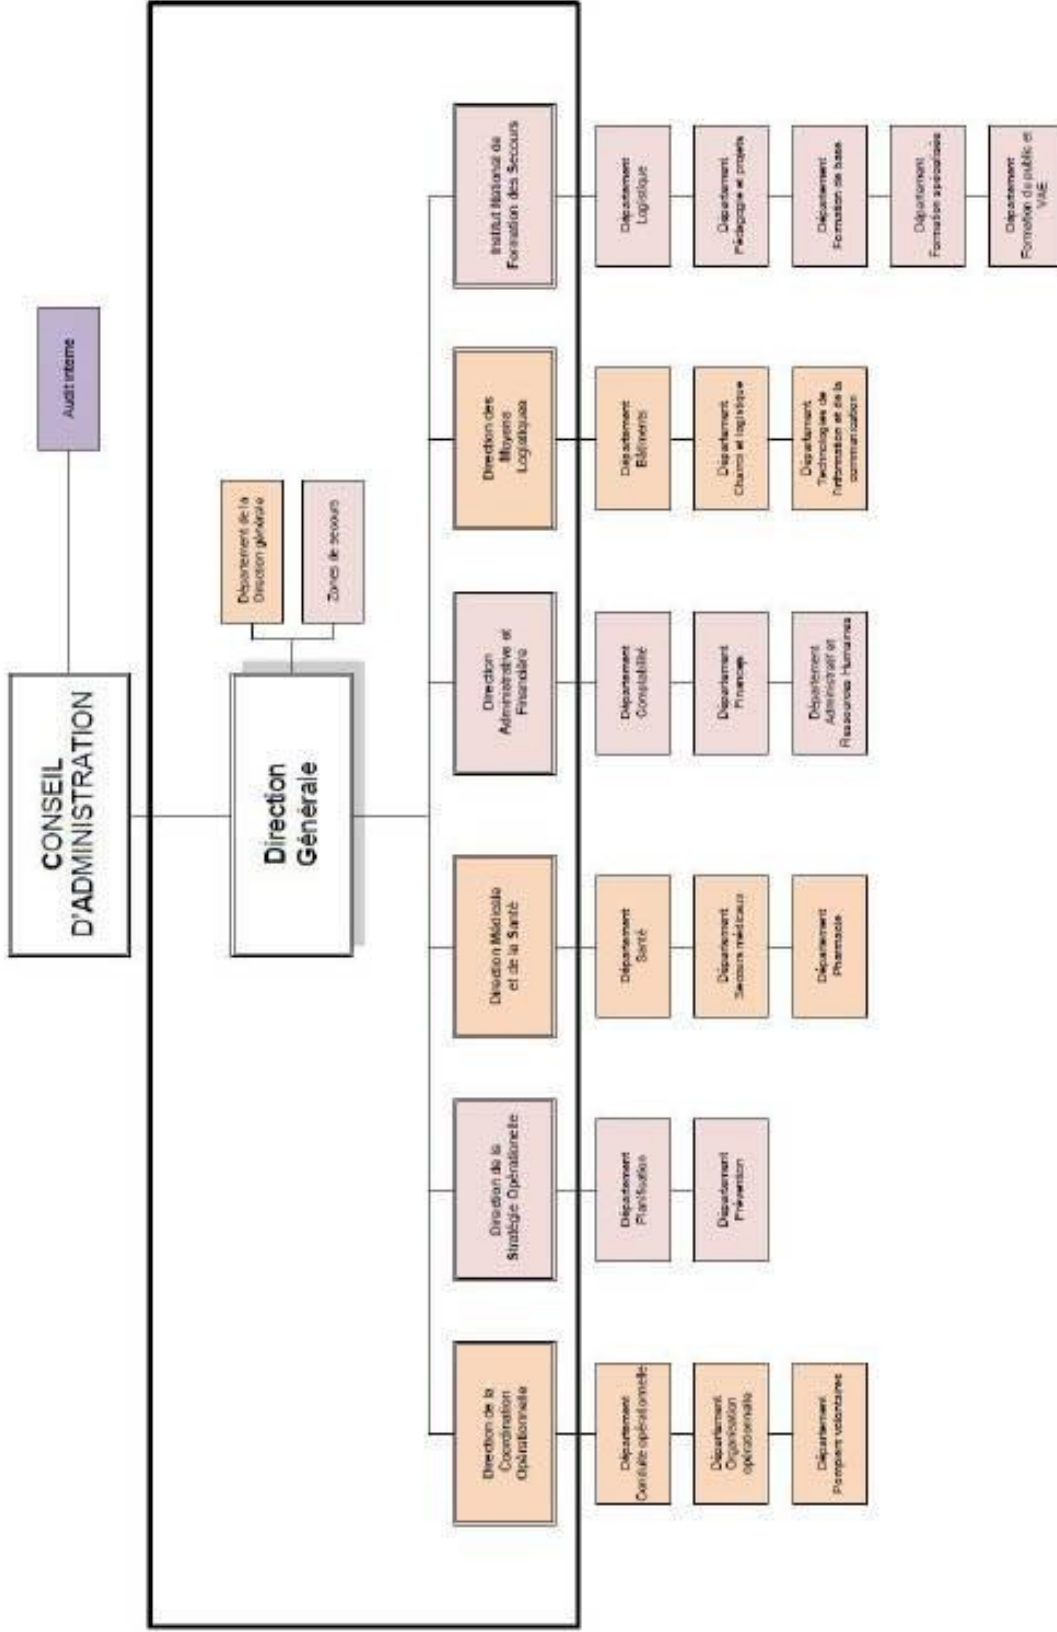 CONSEIL
D'ADMINISTRATION
Audit interne
Direction
Générale
Département de la
Direction générale
Zones de secours
Direction de la
Coordination
Opérationnelle
Direction de la
Stratégie Opérationelle
Direction Médicale
et de la Santé
Direction
Administrative et
Financière
Direction des
Moyens
Logistiques
Institut National de
Formation des Secours
Département
Conduite opérationnelle
Département
Organisation
opérationnelle
Département
Pompiers volontaires
Département
Planification
Département
Prévention
Département
Santé
Département
Secours médicaux
Département
Pharmacie
Département
Comptabilité
Département
Finances
Département
Administratif et
Ressources Humaines
Département
Bâtiments
Département
Charroi et logistique
Département
Technologies de
l'information et de la
communication
Département
Logistique
Département
Pédagogie et projets
Département
Formation de base
Département
Formation spécialisée
Département
Formation du public et
VAE